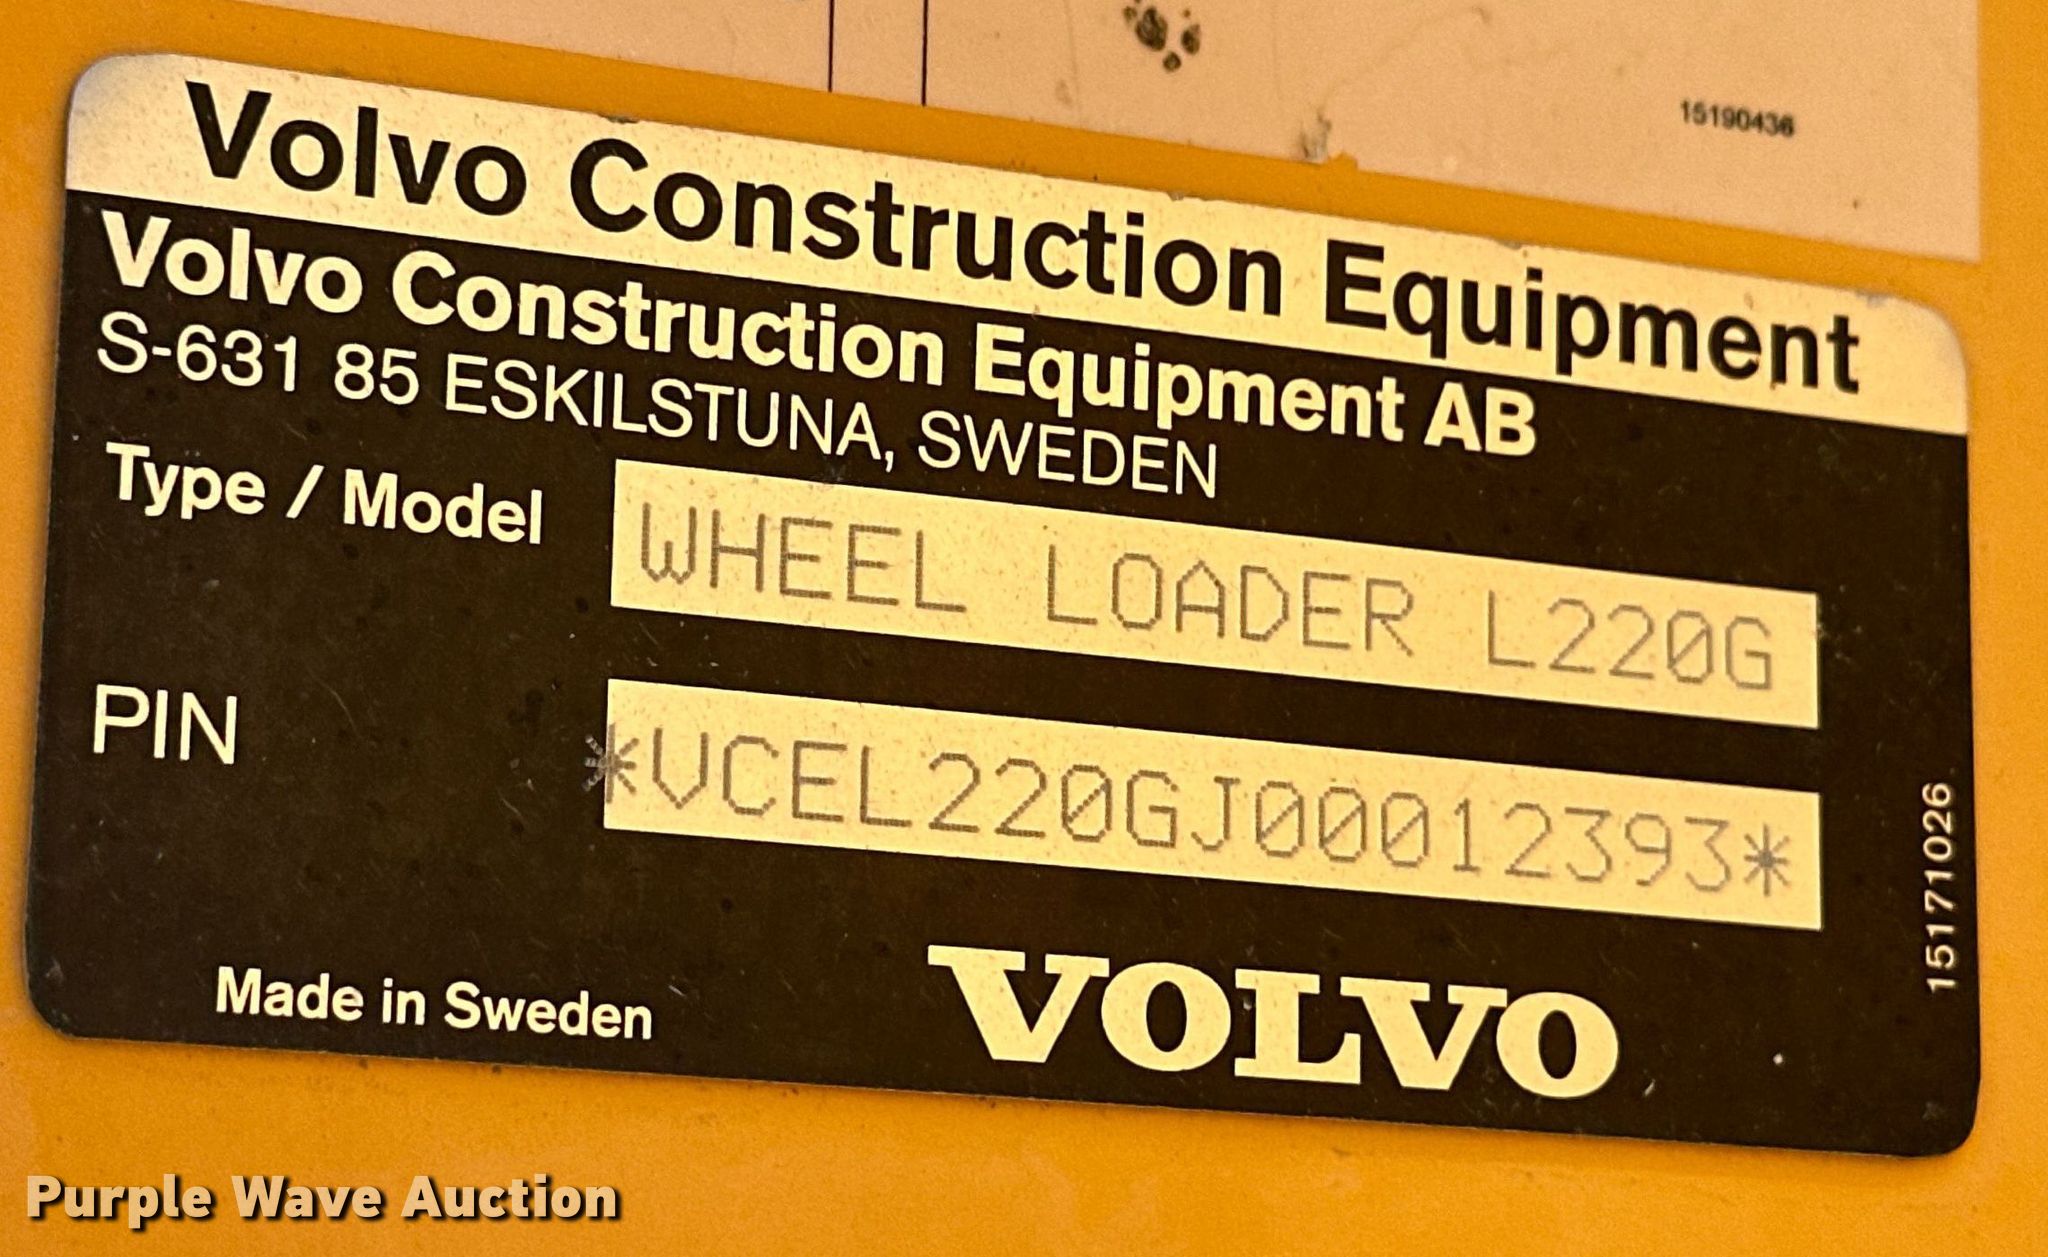 15190436
Volvo Construction Equipment
Volvo Construction Equipment AB
S-631 85 ESKILSTUNA, SWEDEN
Type / Model
WHEEL LOADER L220G
PIN
*VCEL220GJ00012393*
15171026
Made in Sweden
VOLVO
Purple Wave Auction